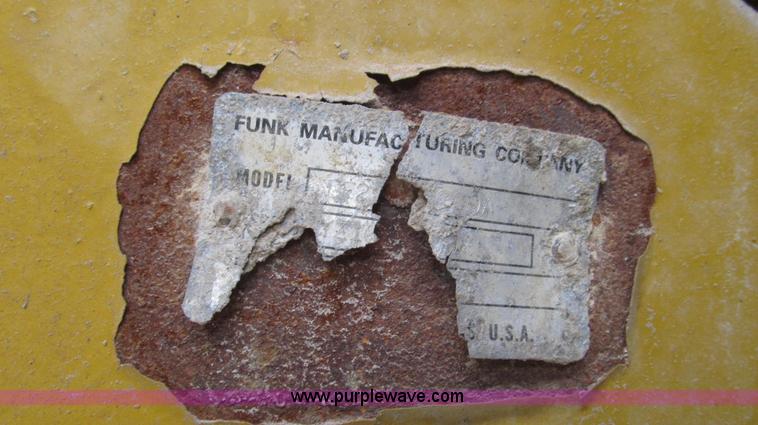 FUNK MANUFACTURING COMPANY
MODEL
S U.S.A.
www.purplewave.com